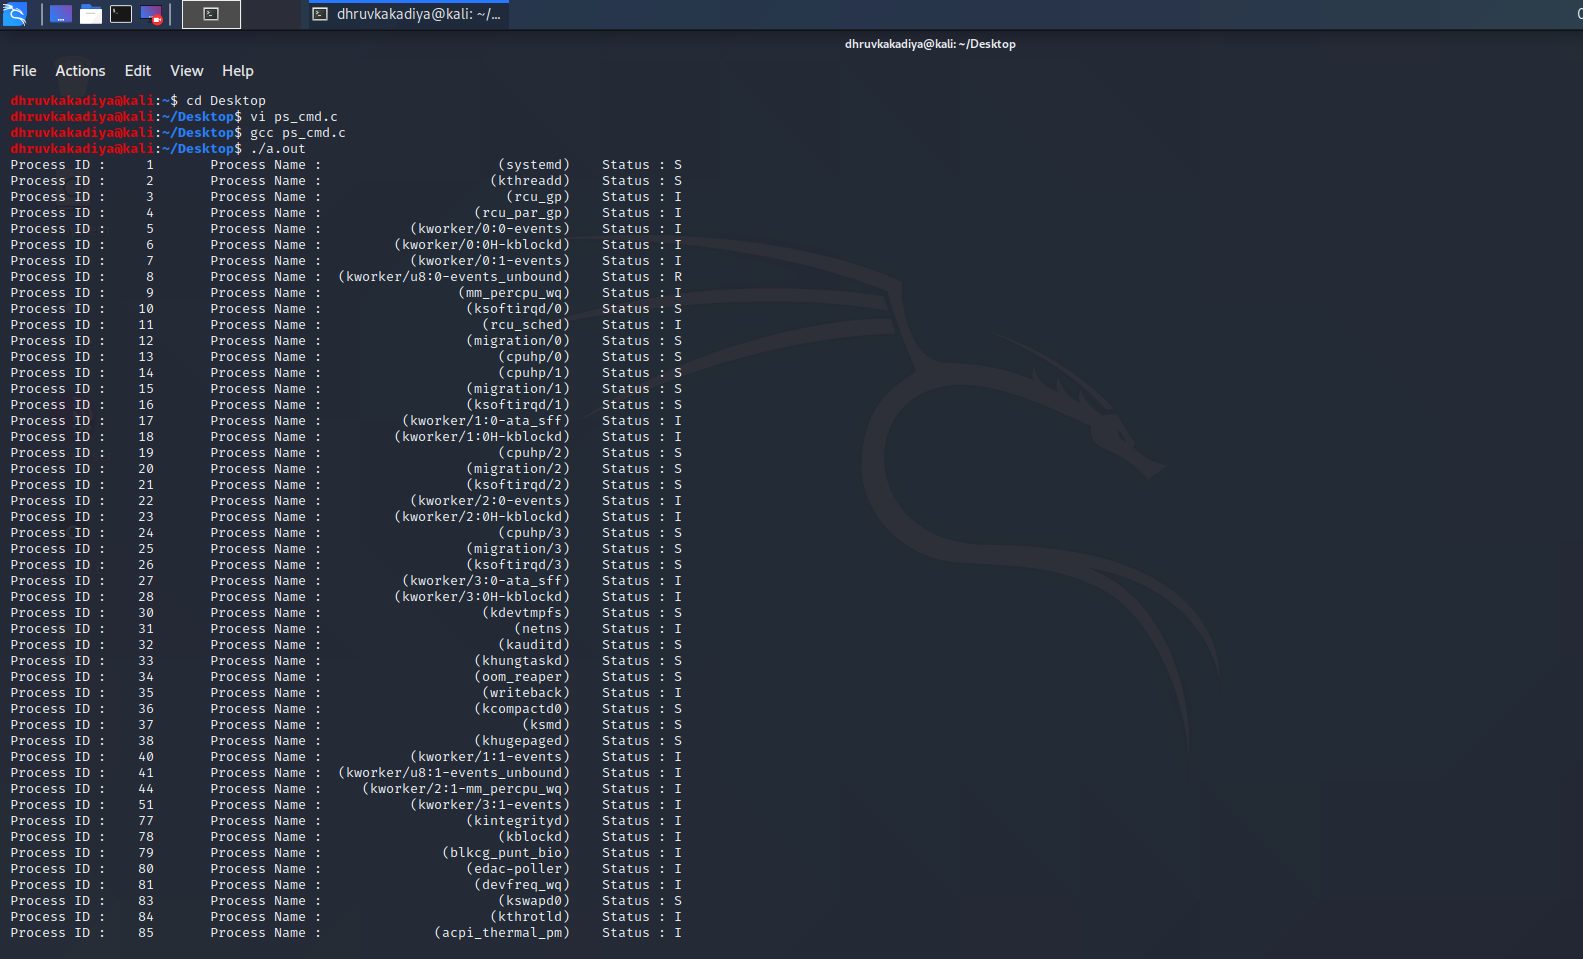 dhruvkakadiya@kali: ~/...
dhruvkakadiya@kali: ~/Desktop
File Actions Edit View Help
dhruvkakadiya@kali:~$ cd Desktop
dhruvkakadiya@kali:~/Desktop$ vi ps_cmd.c
dhruvkakadiya@kali:~/Desktop$ gcc ps_cmd.c
dhruvkakadiya@kali:~/Desktop$ ./a.out
Process ID : 1 Process Name : (systemd) Status : S
Process ID : 2 Process Name : (kthreadd) Status : S
Process ID : 3 Process Name : (rcu_gp) Status : I
Process ID : 4 Process Name : (rcu_par_gp) Status : I
Process ID : 5 Process Name : (kworker/0:0-events) Status : I
Process ID : 6 Process Name : (kworker/0:0H-kblockd) Status : I
Process ID : 7 Process Name : (kworker/0:1-events) Status : I
Process ID : 8 Process Name : (kworker/u8:0-events_unbound) Status : R
Process ID : 9 Process Name : (mm_percpu_wq) Status : I
Process ID : 10 Process Name : (ksoftirqd/0) Status : S
Process ID : 11 Process Name : (rcu_sched) Status : I
Process ID : 12 Process Name : (migration/0) Status : S
Process ID : 13 Process Name : (cpuhp/0) Status : S
Process ID : 14 Process Name : (cpuhp/1) Status : S
Process ID : 15 Process Name : (migration/1) Status : S
Process ID : 16 Process Name : (ksoftirqd/1) Status : S
Process ID : 17 Process Name : (kworker/1:0-ata_sff) Status : I
Process ID : 18 Process Name : (kworker/1:0H-kblockd) Status : I
Process ID : 19 Process Name : (cpuhp/2) Status : S
Process ID : 20 Process Name : (migration/2) Status : S
Process ID : 21 Process Name : (ksoftirqd/2) Status : S
Process ID : 22 Process Name : (kworker/2:0-events) Status : I
Process ID : 23 Process Name : (kworker/2:0H-kblockd) Status : I
Process ID : 24 Process Name : (cpuhp/3) Status : S
Process ID : 25 Process Name : (migration/3) Status : S
Process ID : 26 Process Name : (ksoftirqd/3) Status : S
Process ID : 27 Process Name : (kworker/3:0-ata_sff) Status : I
Process ID : 28 Process Name : (kworker/3:0H-kblockd) Status : I
Process ID : 30 Process Name : (kdevtmpfs) Status : S
Process ID : 31 Process Name : (netns) Status : I
Process ID : 32 Process Name : (kauditd) Status : S
Process ID : 33 Process Name : (khungtaskd) Status : S
Process ID : 34 Process Name : (oom_reaper) Status : S
Process ID : 35 Process Name : (writeback) Status : I
Process ID : 36 Process Name : (kcompactd0) Status : S
Process ID : 37 Process Name : (ksmd) Status : S
Process ID : 38 Process Name : (khugepaged) Status : S
Process ID : 40 Process Name : (kworker/1:1-events) Status : I
Process ID : 41 Process Name : (kworker/u8:1-events_unbound) Status : I
Process ID : 44 Process Name : (kworker/2:1-mm_percpu_wq) Status : I
Process ID : 51 Process Name : (kworker/3:1-events) Status : I
Process ID : 77 Process Name : (kintegrityd) Status : I
Process ID : 78 Process Name : (kblockd) Status : I
Process ID : 79 Process Name : (blkcg_punt_bio) Status : I
Process ID : 80 Process Name : (edac-poller) Status : I
Process ID : 81 Process Name : (devfreq_wq) Status : I
Process ID : 83 Process Name : (kswapd0) Status : S
Process ID : 84 Process Name : (kthrotld) Status : I
Process ID : 85 Process Name : (acpi_thermal_pm) Status : I